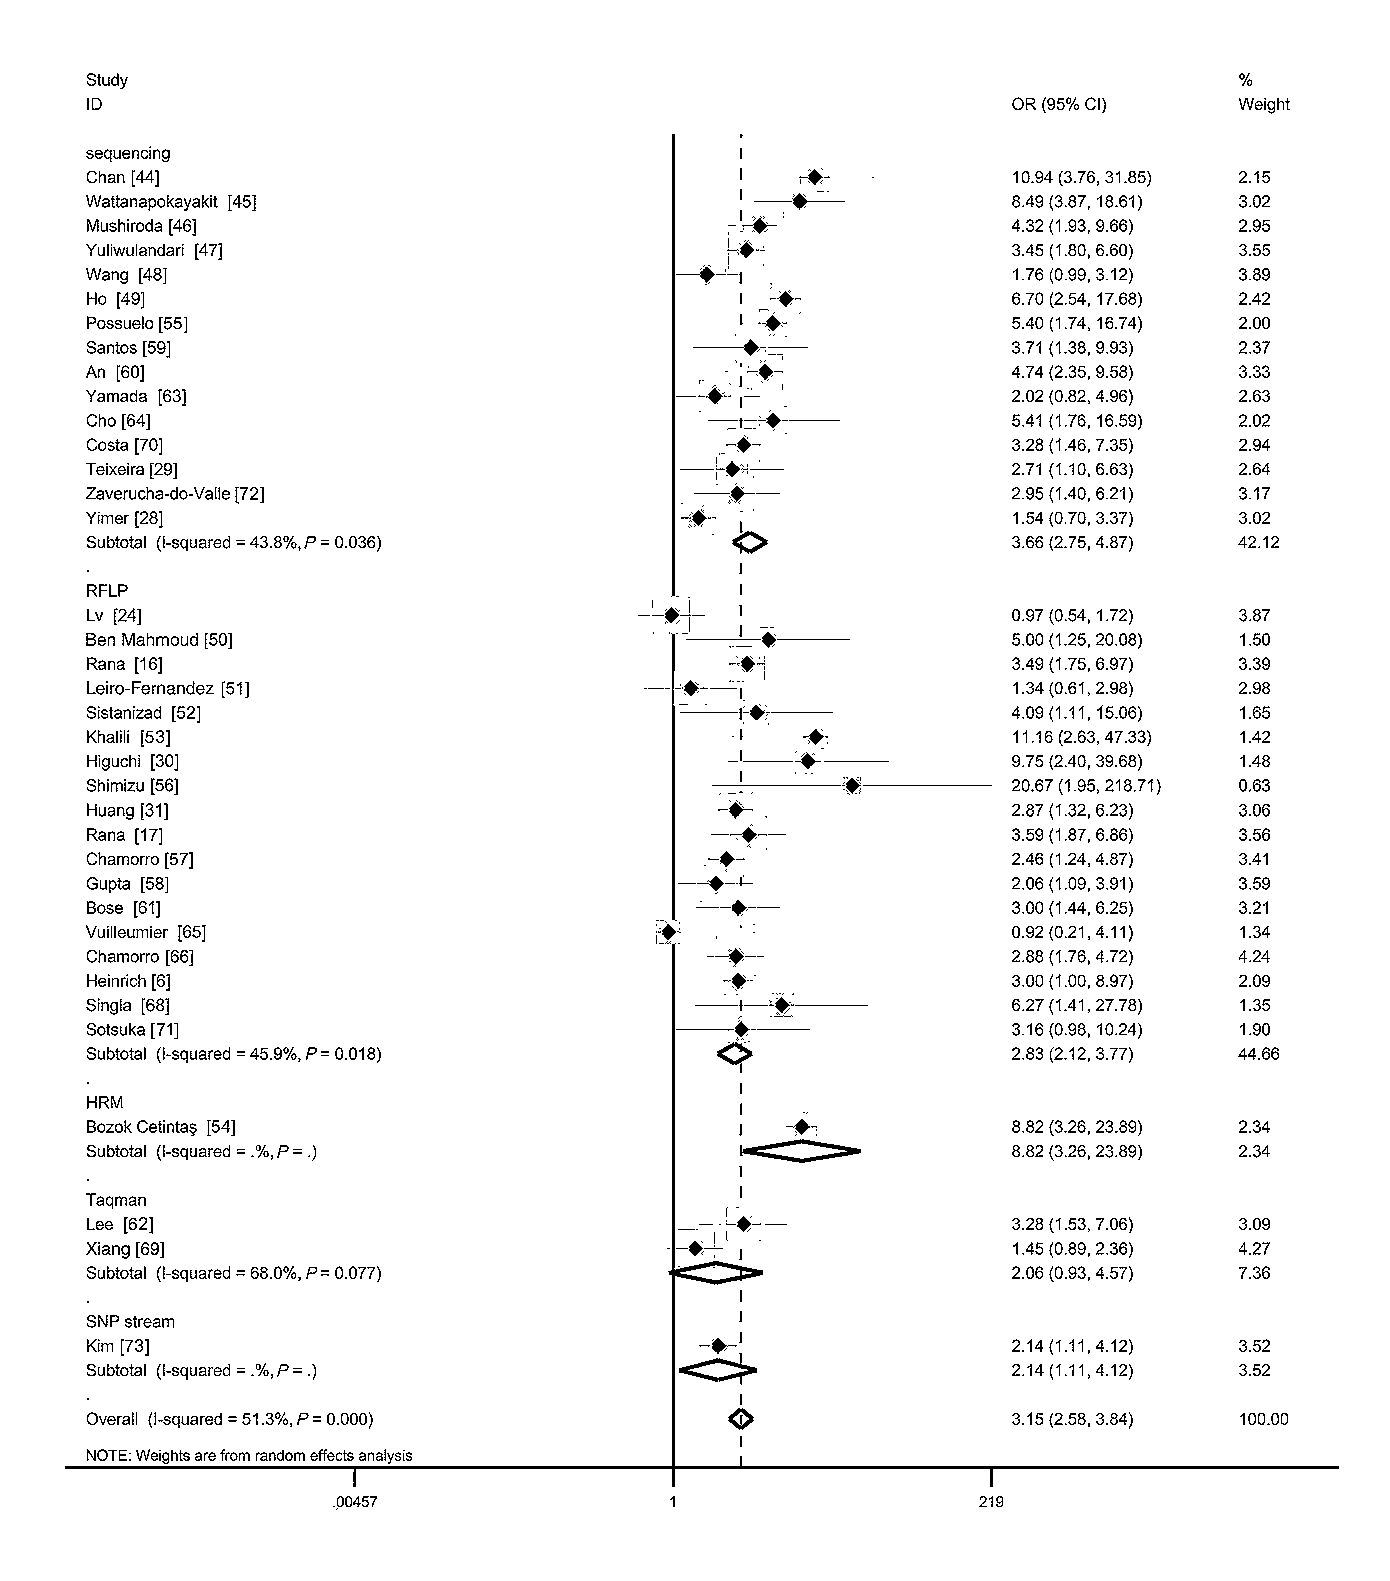 Study %
ID OR (95% CI) Weight
sequencing
Chan [44] 10.94 (3.76, 31.85) 2.15
Wattanapokayakit [45] 8.49 (3.87, 18.61) 3.02
Mushiroda [46] 4.32 (1.93, 9.66) 2.95
Yuliwulandari [47] 3.45 (1.80, 6.60) 3.55
Wang [48] 1.76 (0.99, 3.12) 3.89
Ho [49] 6.70 (2.54, 17.68) 2.42
Possuelo [55] 5.40 (1.74, 16.74) 2.00
Santos [59] 3.71 (1.38, 9.93) 2.37
An [60] 4.74 (2.35, 9.58) 3.33
Yamada [63] 2.02 (0.82, 4.96) 2.63
Cho [64] 5.41 (1.76, 16.59) 2.02
Costa [70] 3.28 (1.46, 7.35) 2.94
Teixeira [29] 2.71 (1.10, 6.63) 2.64
Zaverucha-do-Valle [72] 2.95 (1.40, 6.21) 3.17
Yimer [28] 1.54 (0.70, 3.37) 3.02
Subtotal (I-squared = 43.8%, P = 0.036) 3.66 (2.75, 4.87) 42.12
.
RFLP
Lv [24] 0.97 (0.54, 1.72) 3.87
Ben Mahmoud [50] 5.00 (1.25, 20.08) 1.50
Rana [16] 3.49 (1.75, 6.97) 3.39
Leiro-Fernandez [51] 1.34 (0.61, 2.98) 2.98
Sistanizad [52] 4.09 (1.11, 15.06) 1.65
Khalili [53] 11.16 (2.63, 47.33) 1.42
Higuchi [30] 9.75 (2.40, 39.68) 1.48
Shimizu [56] 20.67 (1.95, 218.71) 0.63
Huang [31] 2.87 (1.32, 6.23) 3.06
Rana [17] 3.59 (1.87, 6.86) 3.56
Chamorro [57] 2.46 (1.24, 4.87) 3.41
Gupta [58] 2.06 (1.09, 3.91) 3.59
Bose [61] 3.00 (1.44, 6.25) 3.21
Vuilleumier [65] 0.92 (0.21, 4.11) 1.34
Chamorro [66] 2.88 (1.76, 4.72) 4.24
Heinrich [6] 3.00 (1.00, 8.97) 2.09
Singla [68] 6.27 (1.41, 27.78) 1.35
Sotsuka [71] 3.16 (0.98, 10.24) 1.90
Subtotal (I-squared = 45.9%, P = 0.018) 2.83 (2.12, 3.77) 44.66
.
HRM
Bozok Cetintaş [54] 8.82 (3.26, 23.89) 2.34
Subtotal (I-squared = .%, P = .) 8.82 (3.26, 23.89) 2.34
.
Taqman
Lee [62] 3.28 (1.53, 7.06) 3.09
Xiang [69] 1.45 (0.89, 2.36) 4.27
Subtotal (I-squared = 68.0%, P = 0.077) 2.06 (0.93, 4.57) 7.36
.
SNP stream
Kim [73] 2.14 (1.11, 4.12) 3.52
Subtotal (I-squared = .%, P = .) 2.14 (1.11, 4.12) 3.52
.
Overall (I-squared = 51.3%, P = 0.000) 3.15 (2.58, 3.84) 100.00
NOTE: Weights are from random effects analysis
.00457 1 219